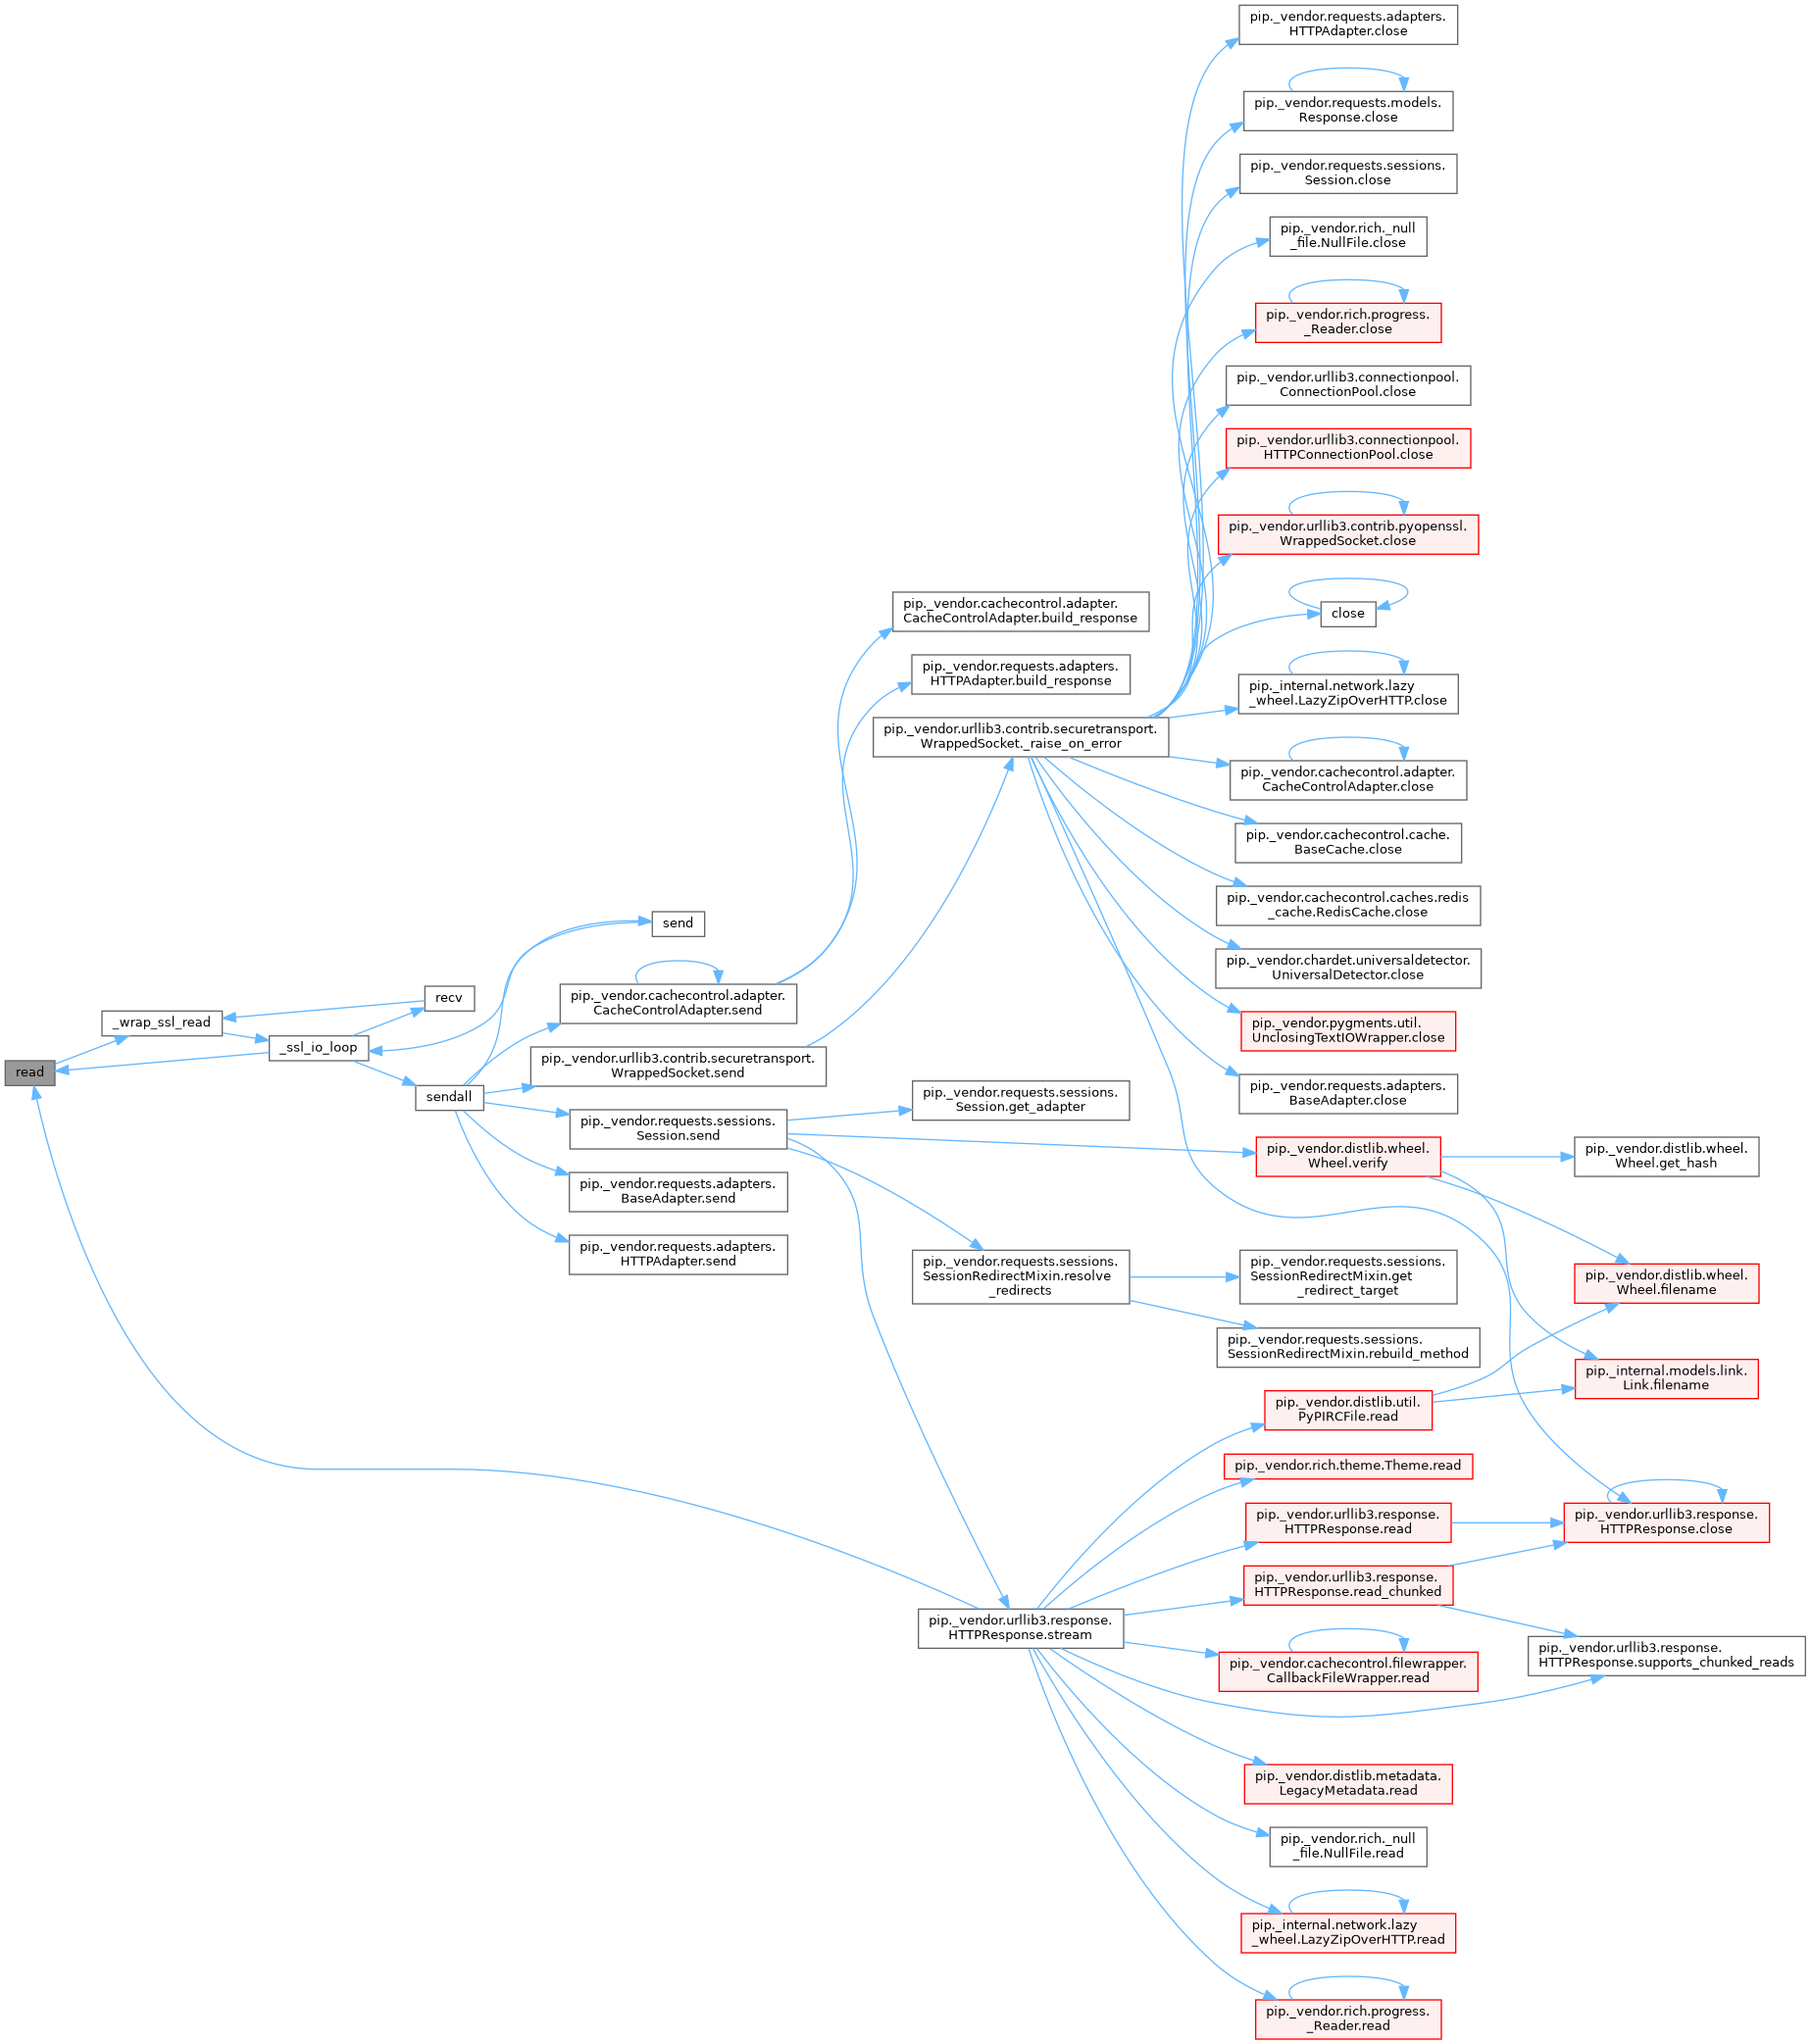 pip._vendor.requests.adapters.
HTTPAdapter.close
pip._vendor.requests.models.
Response.close
pip._vendor.requests.sessions.
Session.close
pip._vendor.rich._null
_file.NullFile.close
pip._vendor.rich.progress.
_Reader.close
pip._vendor.urllib3.connectionpool.
ConnectionPool.close
pip._vendor.urllib3.connectionpool.
HTTPConnectionPool.close
pip._vendor.urllib3.contrib.pyopenssl.
WrappedSocket.close
close
pip._vendor.cachecontrol.adapter.
CacheControlAdapter.build_response
pip._vendor.requests.adapters.
HTTPAdapter.build_response
pip._internal.network.lazy
_wheel.LazyZipOverHTTP.close
pip._vendor.urllib3.contrib.securetransport.
WrappedSocket._raise_on_error
pip._vendor.cachecontrol.adapter.
CacheControlAdapter.close
pip._vendor.cachecontrol.cache.
BaseCache.close
pip._vendor.cachecontrol.caches.redis
_cache.RedisCache.close
send
pip._vendor.chardet.universaldetector.
UniversalDetector.close
recv
pip._vendor.cachecontrol.adapter.
CacheControlAdapter.send
_wrap_ssl_read
_ssl_io_loop
pip._vendor.pygments.util.
UnclosingTextIOWrapper.close
read
pip._vendor.urllib3.contrib.securetransport.
WrappedSocket.send
sendall
pip._vendor.requests.sessions.
Session.get_adapter
pip._vendor.requests.adapters.
BaseAdapter.close
pip._vendor.requests.sessions.
Session.send
pip._vendor.distlib.wheel.
Wheel.verify
pip._vendor.distlib.wheel.
Wheel.get_hash
pip._vendor.requests.adapters.
BaseAdapter.send
pip._vendor.requests.adapters.
HTTPAdapter.send
pip._vendor.requests.sessions.
SessionRedirectMixin.resolve
_redirects
pip._vendor.requests.sessions.
SessionRedirectMixin.get
_redirect_target
pip._vendor.distlib.wheel.
Wheel.filename
pip._vendor.requests.sessions.
SessionRedirectMixin.rebuild_method
pip._internal.models.link.
Link.filename
pip._vendor.distlib.util.
PyPIRCFile.read
pip._vendor.rich.theme.Theme.read
pip._vendor.urllib3.response.
HTTPResponse.read
pip._vendor.urllib3.response.
HTTPResponse.close
pip._vendor.urllib3.response.
HTTPResponse.read_chunked
pip._vendor.urllib3.response.
HTTPResponse.stream
pip._vendor.urllib3.response.
HTTPResponse.supports_chunked_reads
pip._vendor.cachecontrol.filewrapper.
CallbackFileWrapper.read
pip._vendor.distlib.metadata.
LegacyMetadata.read
pip._vendor.rich._null
_file.NullFile.read
pip._internal.network.lazy
_wheel.LazyZipOverHTTP.read
pip._vendor.rich.progress.
_Reader.read